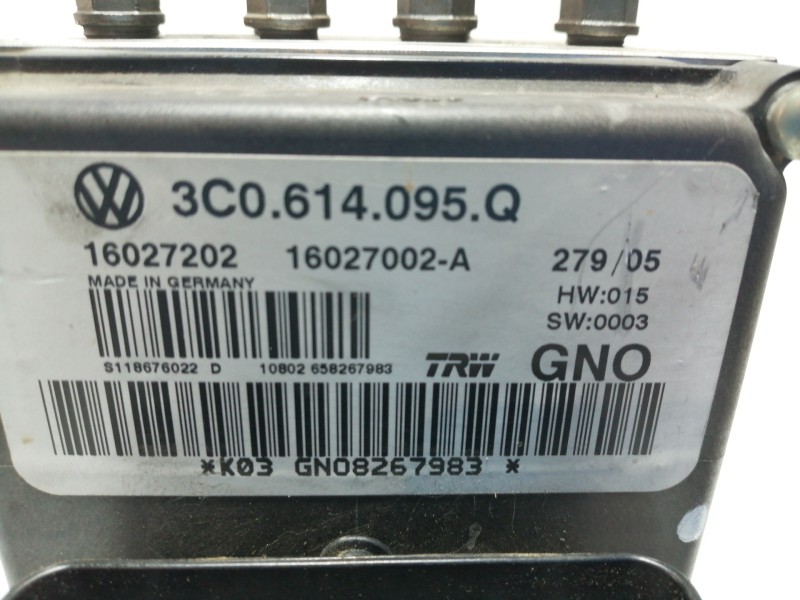 3C0.614.095.Q
16027202 16027002-A 279/05
MADE IN GERMANY HW:015
SW:0003
S118676022 D 10802 658267983 TRW GNO
*K03 GNO8267983 *